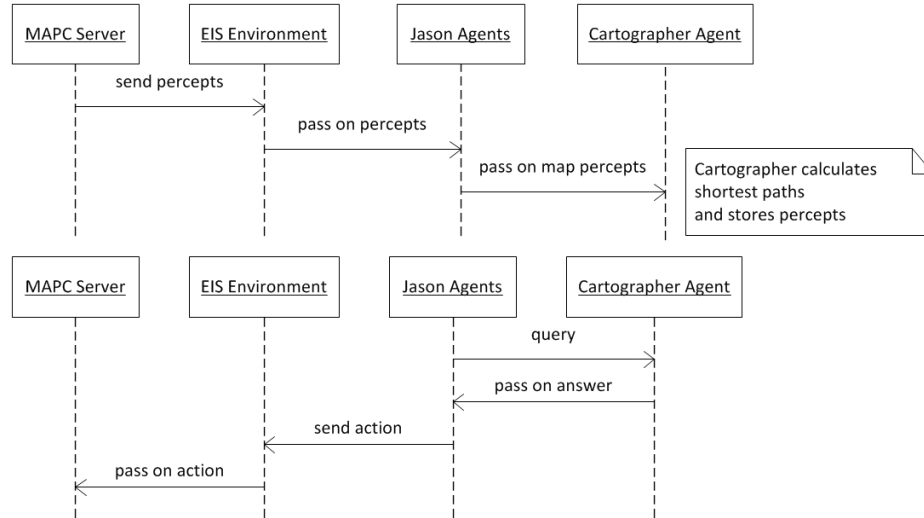 MAPC Server
EIS Environment
Jason Agents
Cartographer Agent
send percepts
pass on percepts
pass on map percepts
Cartographer calculates
shortest paths
and stores percepts
MAPC Server
EIS Environment
Jason Agents
Cartographer Agent
query
pass on answer
send action
pass on action